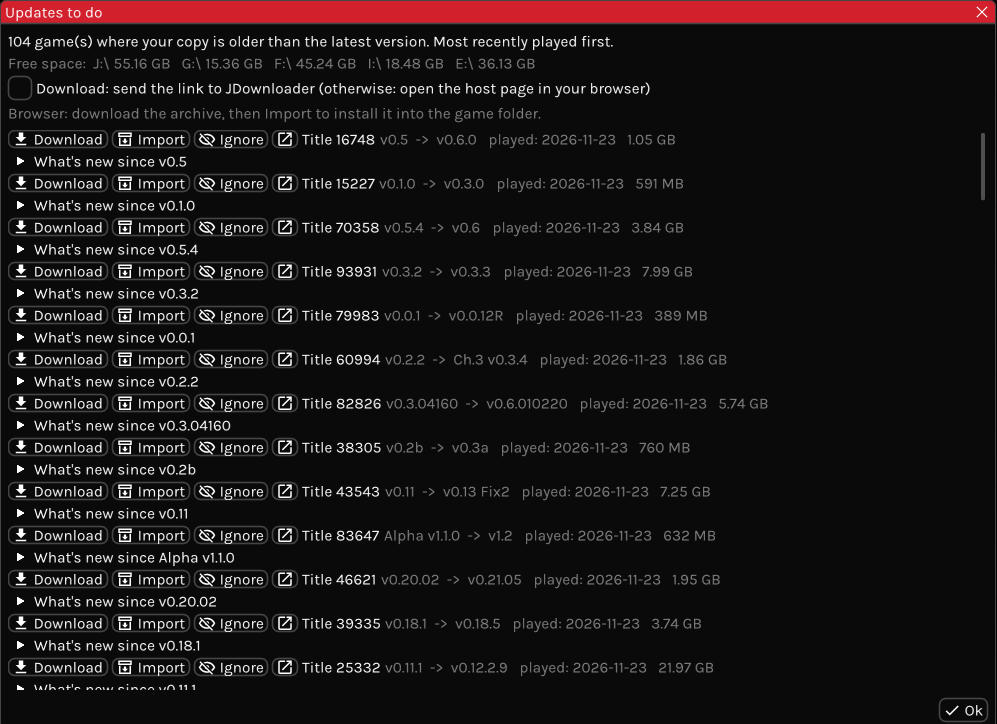 Updates to do
104 game(s) where your copy is older than the latest version. Most recently played first.
Free space: J:\ 55.16 GB G:\ 15.36 GB F:\ 45.24 GB I:\ 18.48 GB E:\ 36.13 GB
Download: send the link to JDownloader (otherwise: open the host page in your browser)
Browser: download the archive, then Import to install it into the game folder.
Download Import Ignore Title 16748 v0.5 -> v0.6.0 played: 2026-11-23 1.05 GB
What's new since v0.5
Download Import Ignore Title 15227 v0.1.0 -> v0.3.0 played: 2026-11-23 591 MB
What's new since v0.1.0
Download Import Ignore Title 70358 v0.5.4 -> v0.6 played: 2026-11-23 3.84 GB
What's new since v0.5.4
Download Import Ignore Title 93931 v0.3.2 -> v0.3.3 played: 2026-11-23 7.99 GB
What's new since v0.3.2
Download Import Ignore Title 79983 v0.0.1 -> v0.0.12R played: 2026-11-23 389 MB
What's new since v0.0.1
Download Import Ignore Title 60994 v0.2.2 -> Ch.3 v0.3.4 played: 2026-11-23 1.86 GB
What's new since v0.2.2
Download Import Ignore Title 82826 v0.3.04160 -> v0.6.010220 played: 2026-11-23 5.74 GB
What's new since v0.3.04160
Download Import Ignore Title 38305 v0.2b -> v0.3a played: 2026-11-23 760 MB
What's new since v0.2b
Download Import Ignore Title 43543 v0.11 -> v0.13 Fix2 played: 2026-11-23 7.25 GB
What's new since v0.11
Download Import Ignore Title 83647 Alpha v1.1.0 -> v1.2 played: 2026-11-23 632 MB
What's new since Alpha v1.1.0
Download Import Ignore Title 46621 v0.20.02 -> v0.21.05 played: 2026-11-23 1.95 GB
What's new since v0.20.02
Download Import Ignore Title 39335 v0.18.1 -> v0.18.5 played: 2026-11-23 3.74 GB
What's new since v0.18.1
Download Import Ignore Title 25332 v0.11.1 -> v0.12.2.9 played: 2026-11-23 21.97 GB
What's new since v0.11.1
Ok